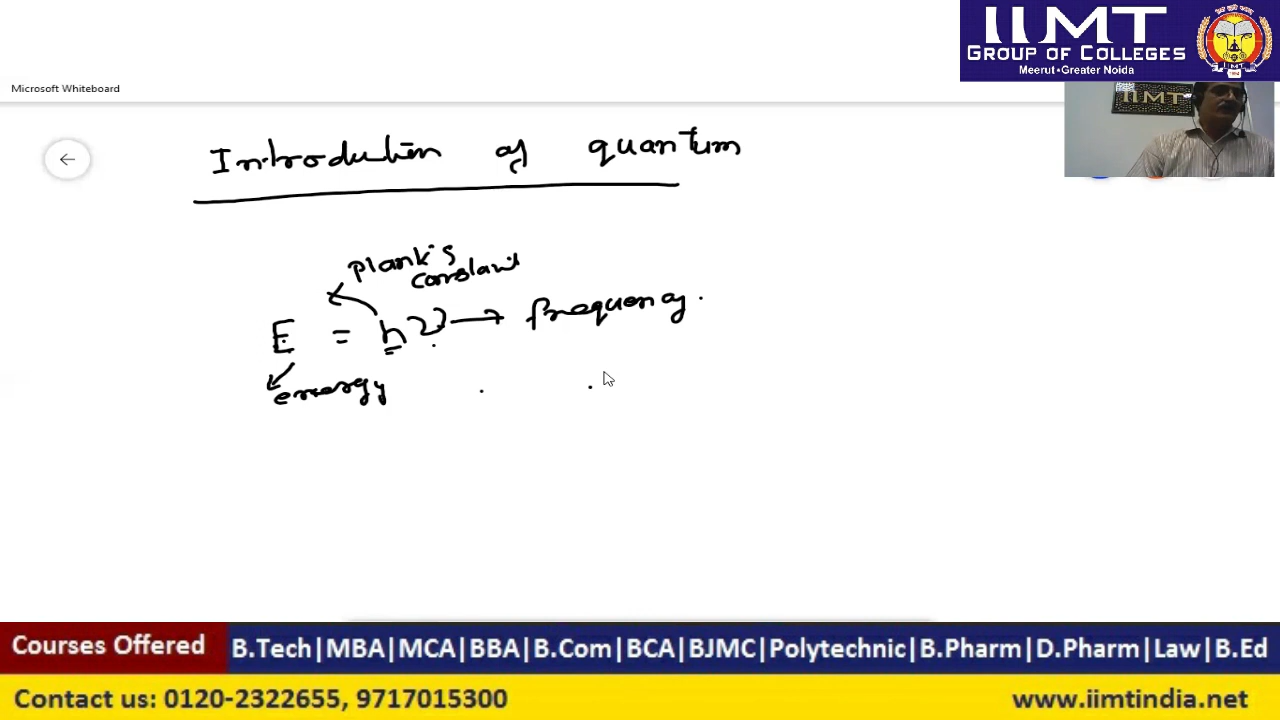 IIMT
GROUP OF COLLEGES
Meerut•Greater Noida
IIMT
Microsoft Whiteboard
Introduction of quantum
plank's
constant
E = hν → frequency.
energy
Courses Offered
B.Tech|MBA|MCA|BBA|B.Com|BCA|BJMC|Polytechnic|B.Pharm|D.Pharm|Law|B.Ed
Contact us: 0120-2322655, 9717015300
www.iimtindia.net